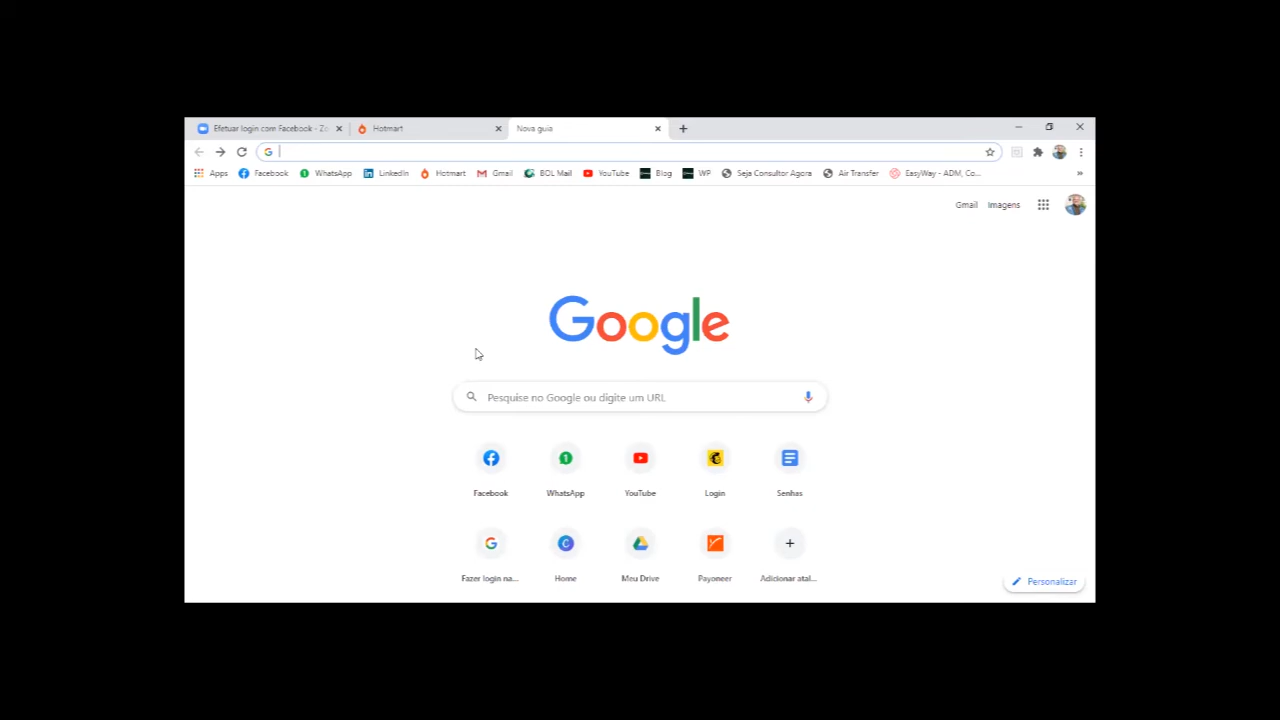 Efetuar login com Facebook - Zo
Hotmart
Nova guia
Apps
Facebook
WhatsApp
LinkedIn
Hotmart
Gmail
BOL Mail
YouTube
Blog
WP
Seja Consultor Agora
Air Transfer
EasyWay - ADM, Co...
Gmail
Imagens
Google
Pesquise no Google ou digite um URL
Facebook
WhatsApp
YouTube
Login
Senhas
Fazer login na...
Home
Meu Drive
Payoneer
Adicionar atal...
Personalizar